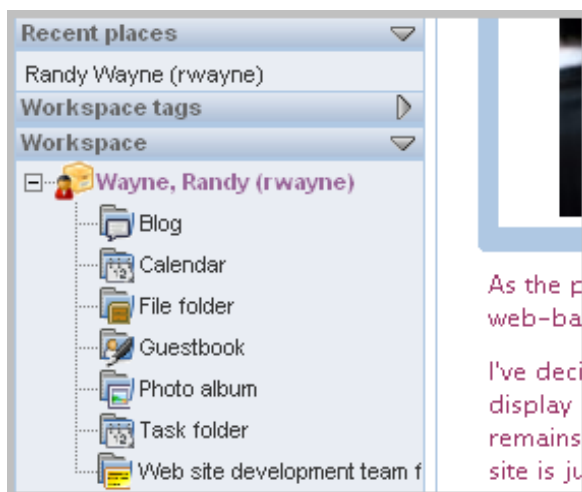 Recent places
Randy Wayne (rwayne)
Workspace tags
Workspace
Wayne, Randy (rwayne)
Blog
Calendar
File folder
Guestbook
Photo album
Task folder
Web site development team f
As the p
web-ba
I've deci
display
remains
site is ju